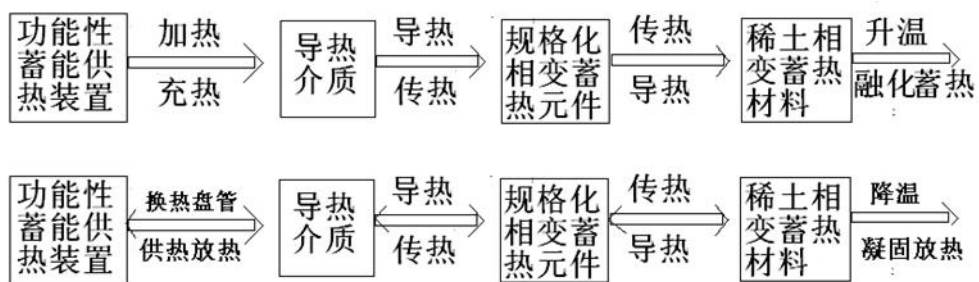 功能性
蓄能供
热装置
加热
充热
导热
介质
导热
传热
规格化
相变蓄
热元件
传热
导热
稀土相
变蓄热
材料
升温
融化蓄热
功能性
蓄能供
热装置
换热盘管
供热放热
导热
介质
导热
传热
规格化
相变蓄
热元件
传热
导热
稀土相
变蓄热
材料
降温
凝固放热